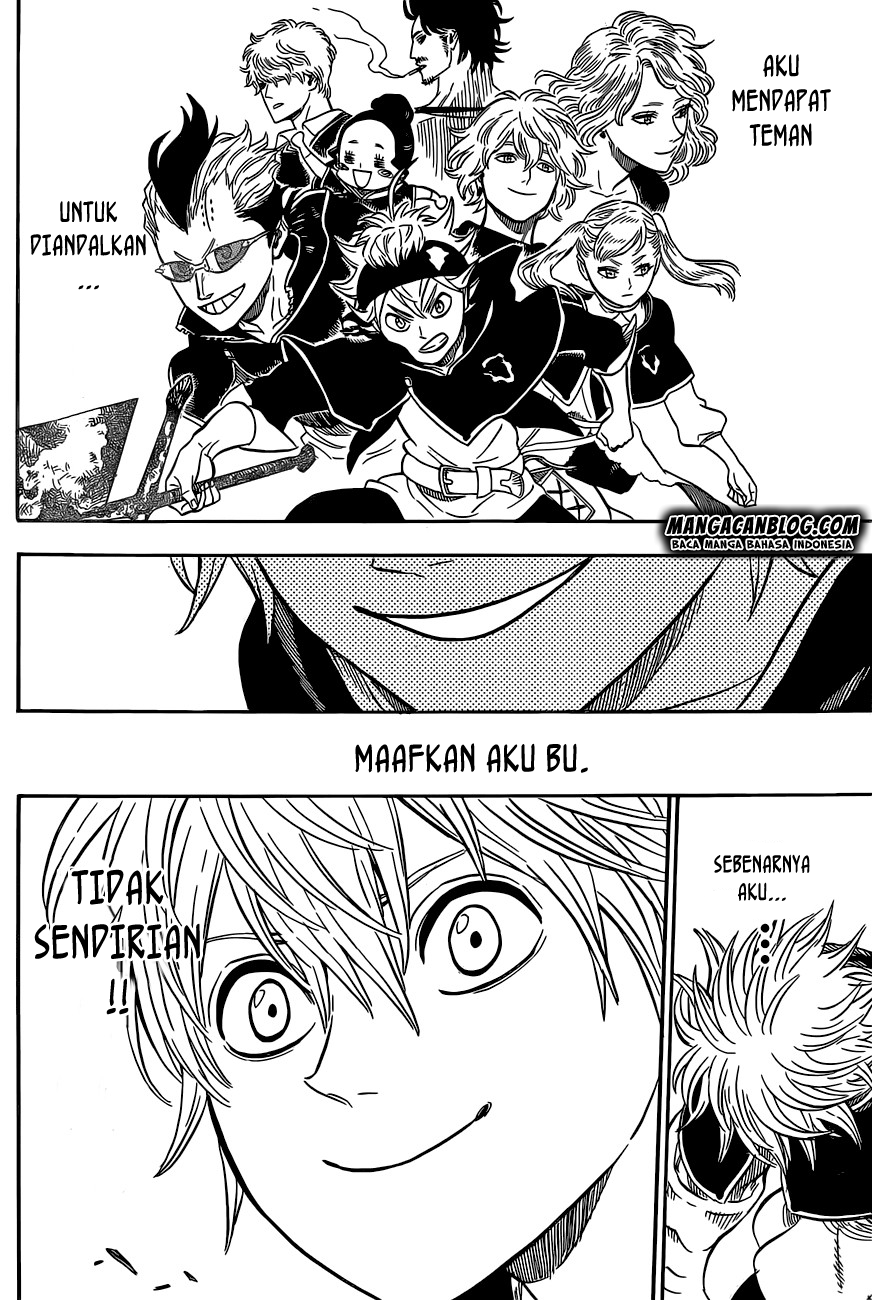 AKU
MENDAPAT
TEMAN
UNTUK
DIANDALKAN
...
MANGACANBLOG.COM
BACA MANGA BAHASA INDONESIA
MAAFKAN AKU BU.
SEBENARNYA
AKU...
TIDAK
SENDIRIAN
!!